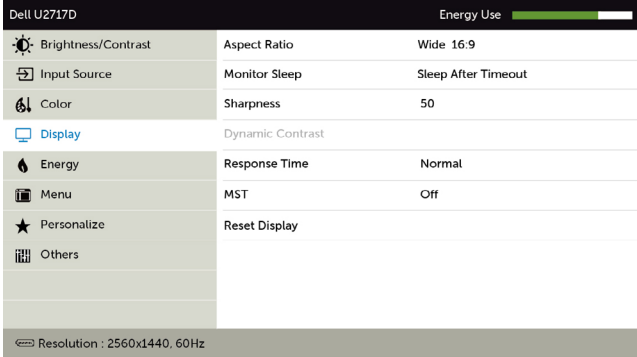 Dell U2717D Energy Use
Brightness/Contrast Aspect Ratio Wide 16:9
Input Source Monitor Sleep Sleep After Timeout
Color Sharpness 50
Display Dynamic Contrast
Energy Response Time Normal
Menu MST Off
Personalize Reset Display
Others
Resolution : 2560x1440, 60Hz